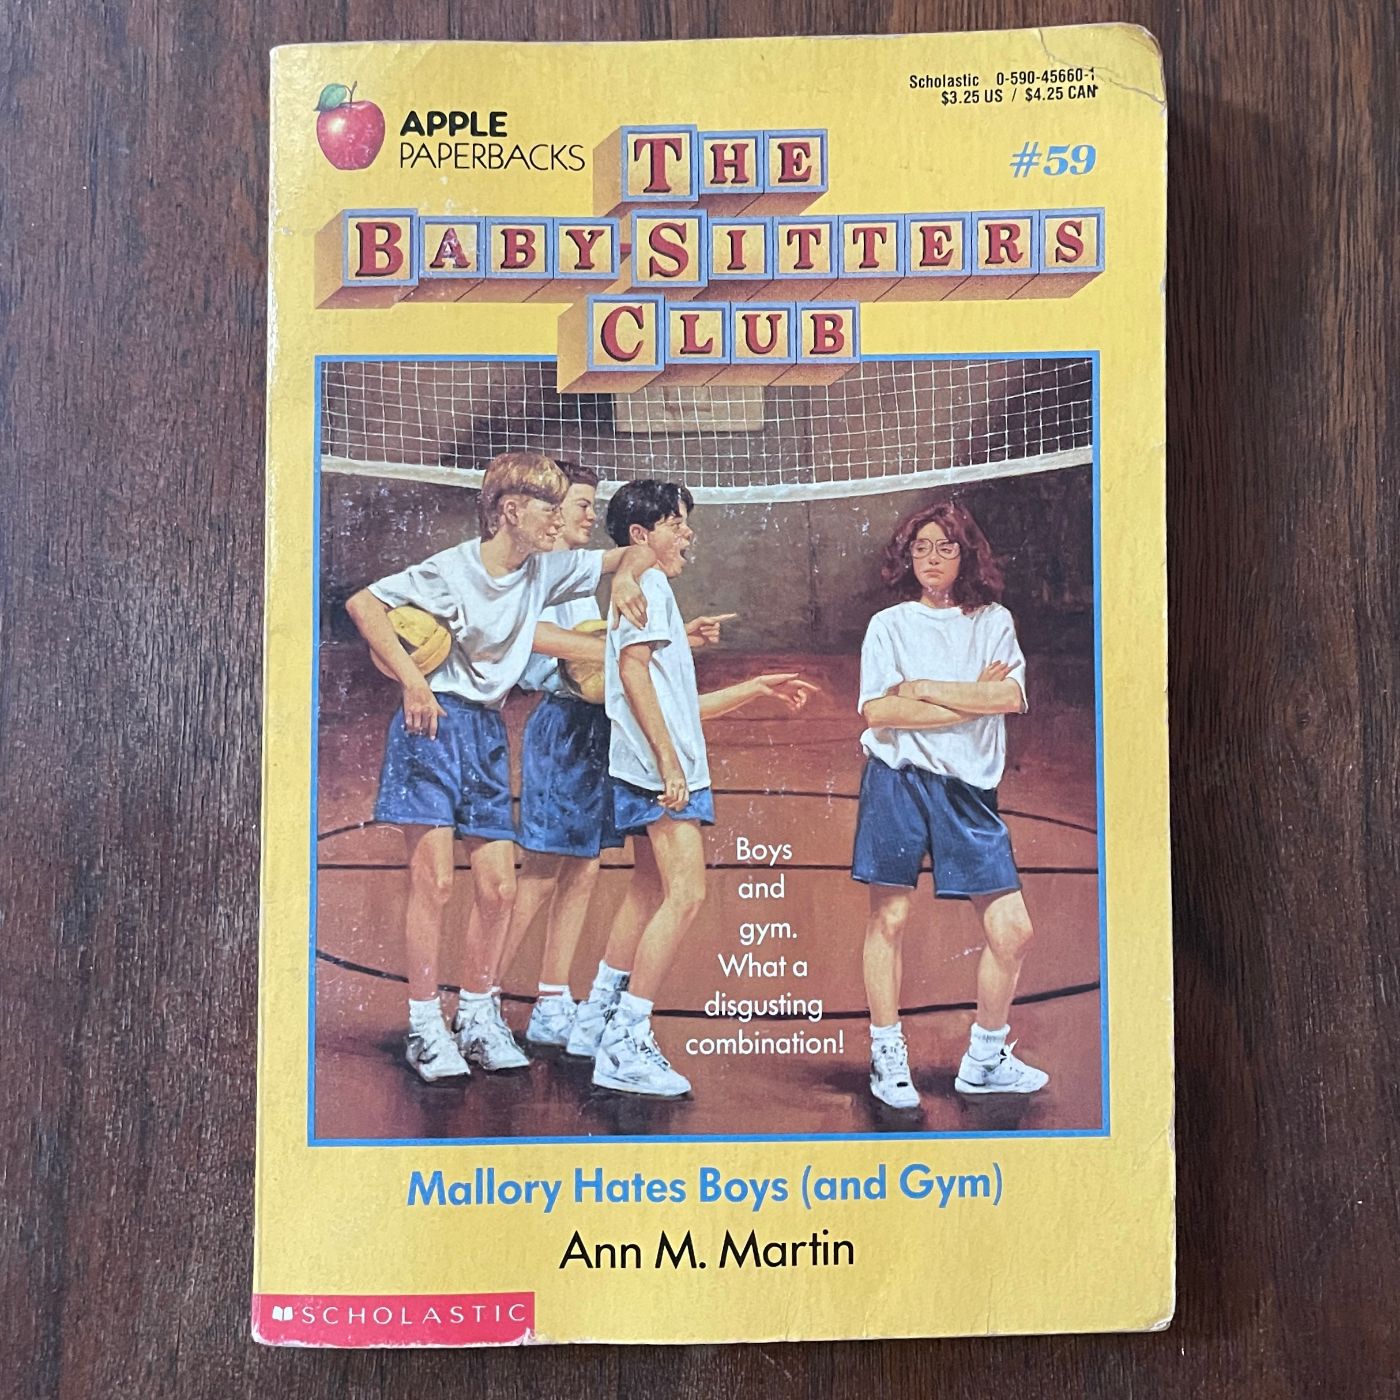 Scholastic 0-590-45660-1
$3.25 US / $4.25 CAN
APPLE
PAPERBACKS
#59
THE
BABY-SITTERS
CLUB
Boys
and
gym.
What a
disgusting
combination!
Mallory Hates Boys (and Gym)
Ann M. Martin
SCHOLASTIC